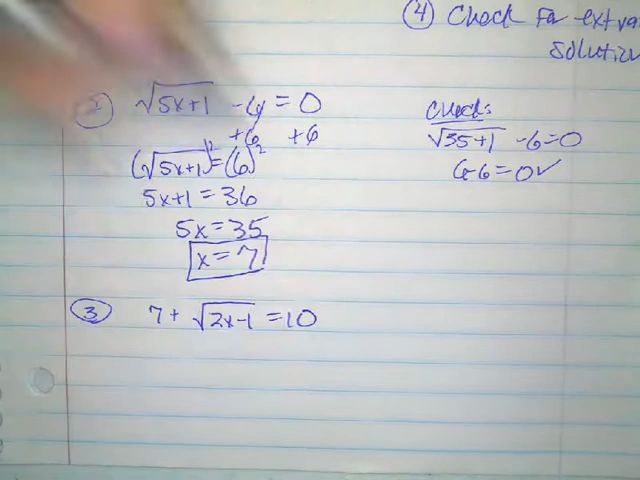 ④ Check for extra
solution
① √5x+1 - 6 = 0
+6 +6
(√5x+1)² = (6)²
5x+1 = 36
5x = 35
x = 7
Check:
√35+1 - 6 = 0
6-6 = 0 ✓
③ 7 + √2x-1 = 10